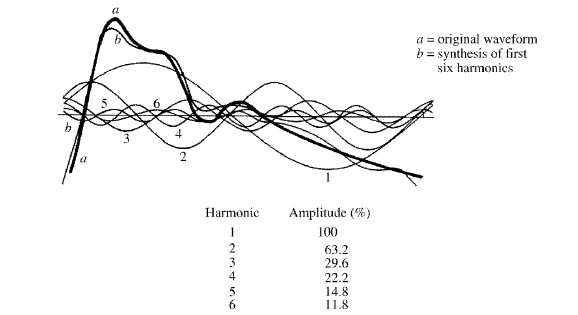 a
b
a = original waveform
b = synthesis of first
six harmonics
5
6
b
3
4
a
2
1
Harmonic Amplitude (%)
1 100
2 63.2
3 29.6
4 22.2
5 14.8
6 11.8